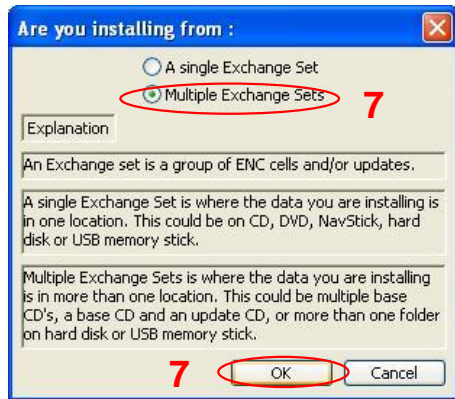 Are you installing from :
A single Exchange Set
Multiple Exchange Sets
7
Explanation
An Exchange set is a group of ENC cells and/or updates.
A single Exchange Set is where the data you are installing is
in one location. This could be on CD, DVD, NavStick, hard
disk or USB memory stick.
Multiple Exchange Sets is where the data you are installing
is in more than one location. This could be multiple base
CD's, a base CD and an update CD, or more than one folder
on hard disk or USB memory stick.
7
OK
Cancel